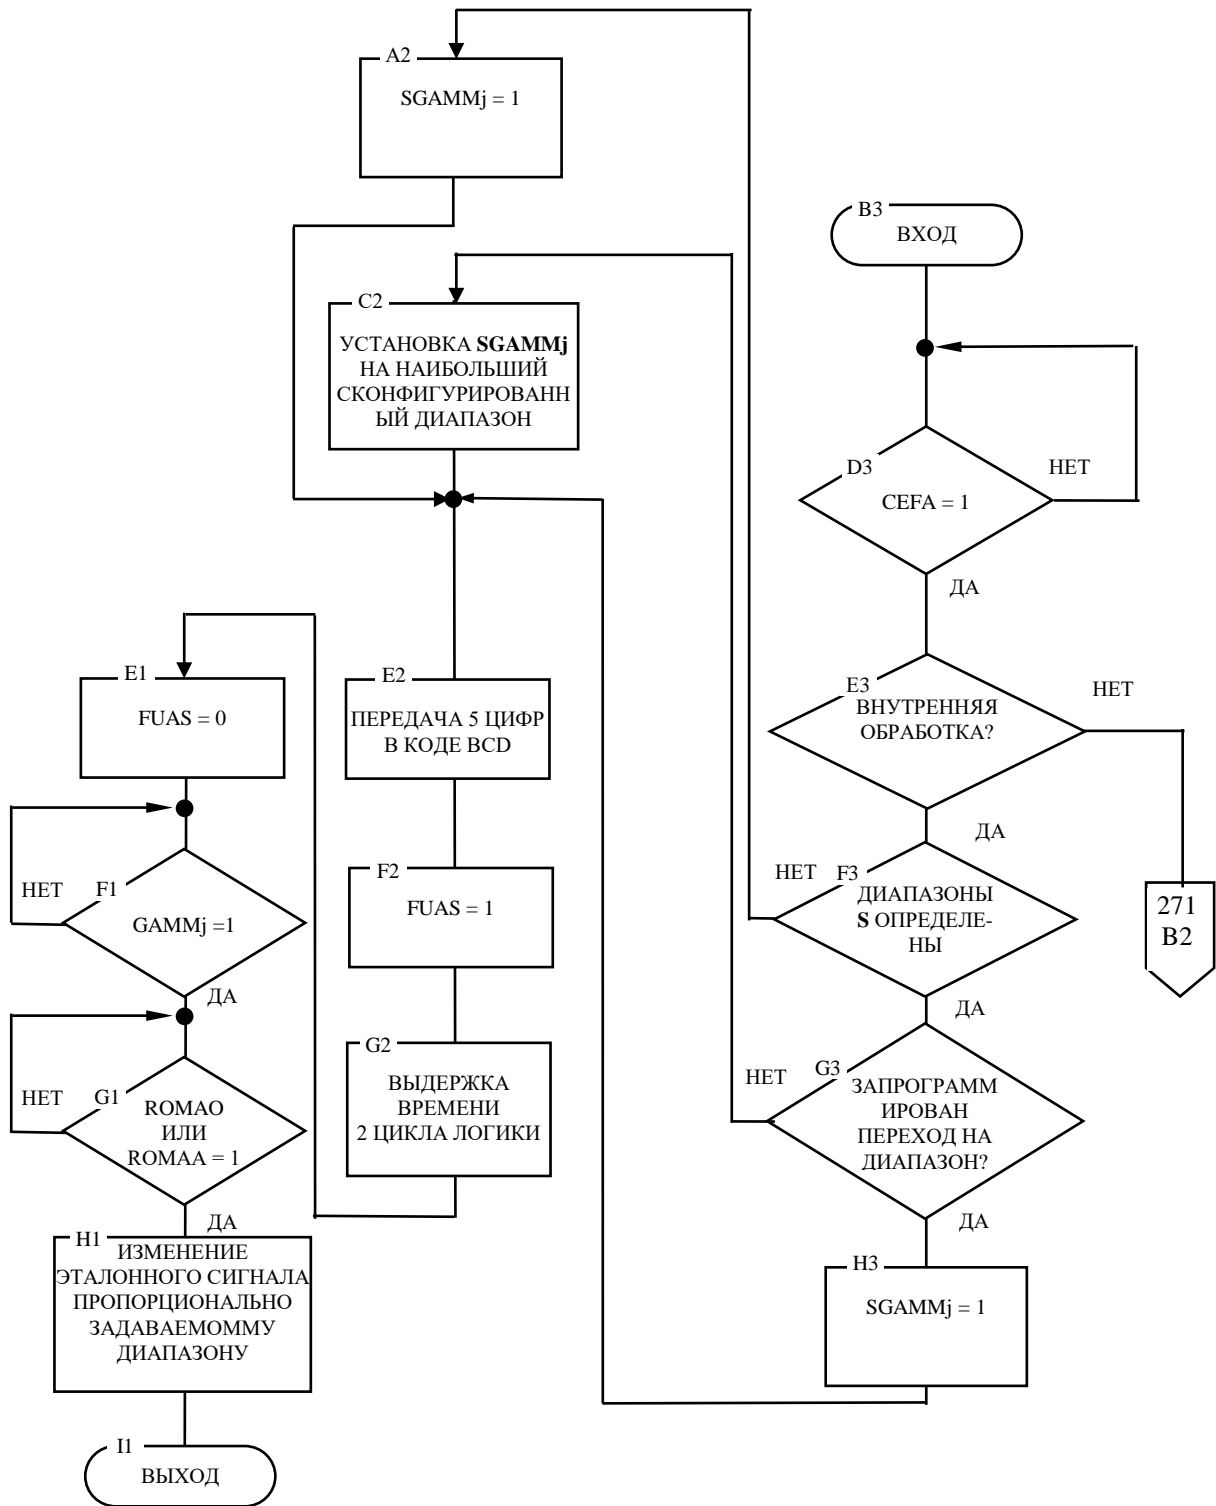 A2
SGAMMj = 1
B3
ВХОД
C2
УСТАНОВКА SGAMMj
НА НАИБОЛЬШИЙ
СКОНФИГУРИРОВАНН
ЫЙ ДИАПАЗОН
D3
НЕТ
CEFA = 1
ДА
E1
FUAS = 0
E2
ПЕРЕДАЧА 5 ЦИФР
В КОДЕ BCD
E3
НЕТ
ВНУТРЕННЯЯ
ОБРАБОТКА?
ДА
F1
НЕТ
GAMMj =1
ДА
F2
FUAS = 1
НЕТ
F3
ДИАПАЗОНЫ
S ОПРЕДЕЛЕ-
НЫ
ДА
271
B2
G1
НЕТ
ROMAO
ИЛИ
ROMAA = 1
ДА
G2
ВЫДЕРЖКА
ВРЕМЕНИ
2 ЦИКЛА ЛОГИКИ
НЕТ
G3
ЗАПРОГРАММ
ИРОВАН
ПЕРЕХОД НА
ДИАПАЗОН?
ДА
H1
ИЗМЕНЕНИЕ
ЭТАЛОННОГО СИГНАЛА
ПРОПОРЦИОНАЛЬНО
ЗАДАВАЕМОММУ
ДИАПАЗОНУ
H3
SGAMMj = 1
I1
ВЫХОД